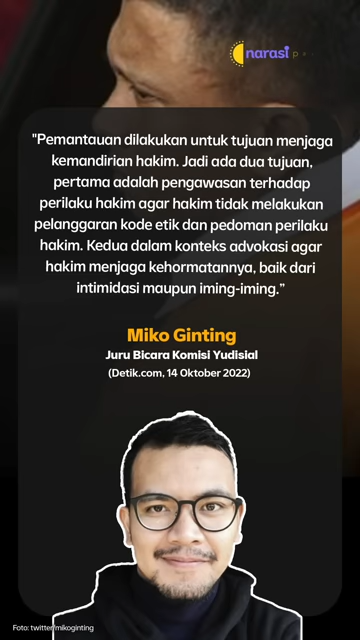 narasi
"Pemantauan dilakukan untuk tujuan menjaga
kemandirian hakim. Jadi ada dua tujuan,
pertama adalah pengawasan terhadap
perilaku hakim agar hakim tidak melakukan
pelanggaran kode etik dan pedoman perilaku
hakim. Kedua dalam konteks advokasi agar
hakim menjaga kehormatannya, baik dari
intimidasi maupun iming-iming."
Miko Ginting
Juru Bicara Komisi Yudisial
(Detik.com, 14 Oktober 2022)
Foto: twitter/mikoginting